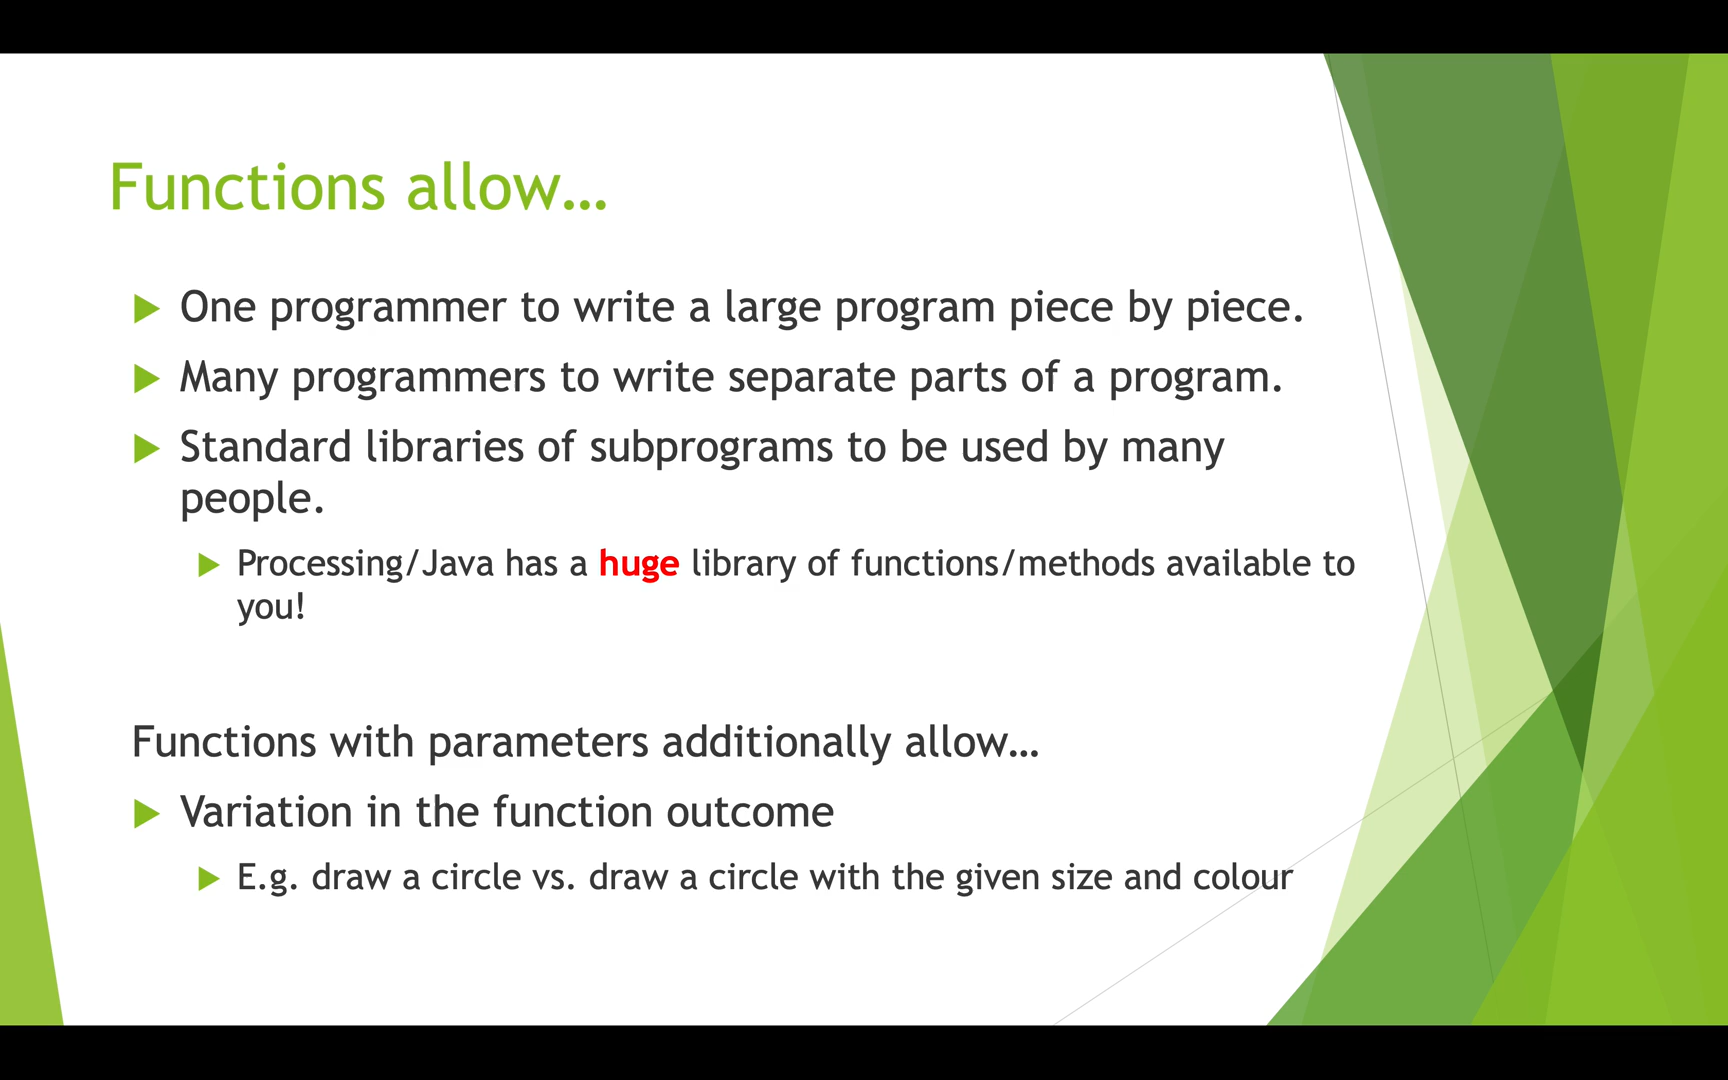 Functions allow…
One programmer to write a large program piece by piece.
Many programmers to write separate parts of a program.
Standard libraries of subprograms to be used by many
people.
Processing/Java has a huge library of functions/methods available to
you!
Functions with parameters additionally allow…
Variation in the function outcome
E.g. draw a circle vs. draw a circle with the given size and colour